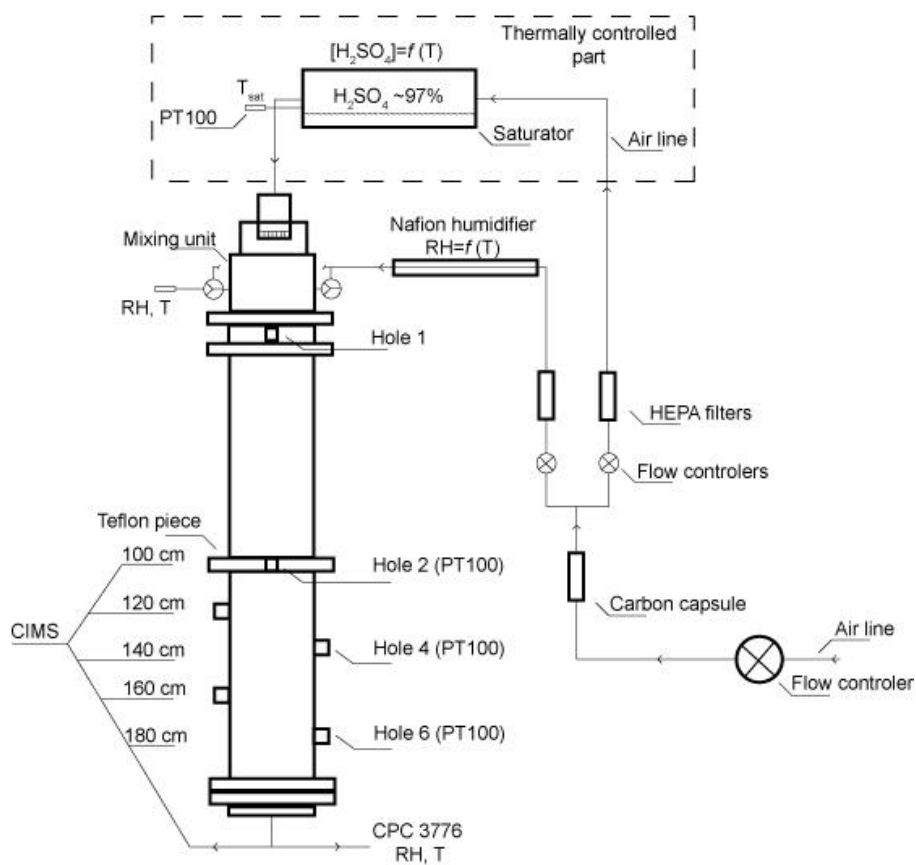 Thermally controlled
part
[H₂SO₄]=f (T)
T_sat
H₂SO₄ ~97%
PT100
Saturator
Air line
Nafion humidifier
RH=f (T)
Mixing unit
RH, T
Hole 1
HEPA filters
Flow controlers
Teflon piece
100 cm
Hole 2 (PT100)
120 cm
Carbon capsule
CIMS
140 cm
Hole 4 (PT100)
Air line
160 cm
Flow controler
180 cm
Hole 6 (PT100)
CPC 3776
RH, T